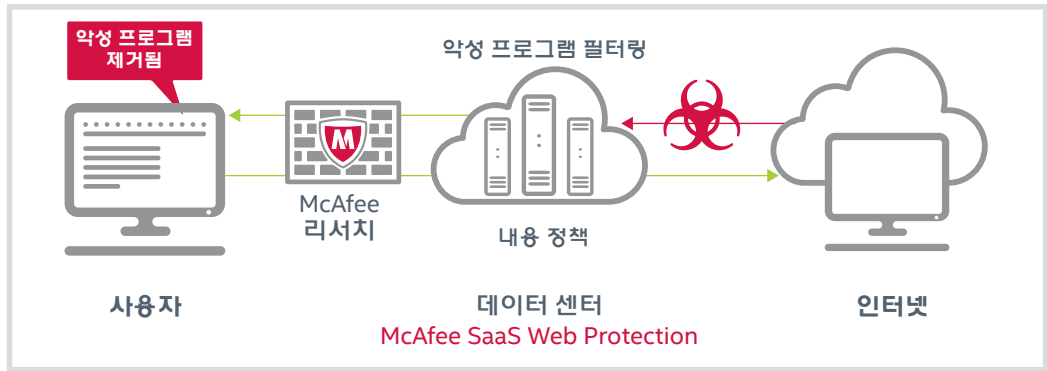 악성 프로그램
제거됨
악성 프로그램 필터링
M
McAfee
리서치
내용 정책
사용자
데이터 센터
McAfee SaaS Web Protection
인터넷